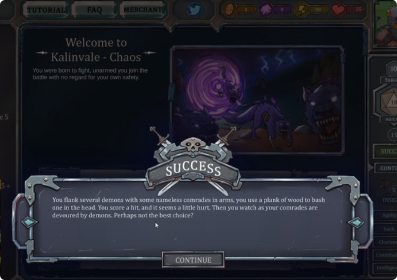 TUTORIAL
FAQ
MERCHANT
Welcome to
Kalinvale - Chaos
You were born to fight, unarmed you join the
battle with no regard for your own safety.
SUCCESS
You flank several demons with some nameless comrades in arms, you use a plank of wood to bash
one in the head. You score a hit, and it seems a little hurt. Then you watch as your comrades are
devoured by demons. Perhaps not the best choice?
CONTINUE